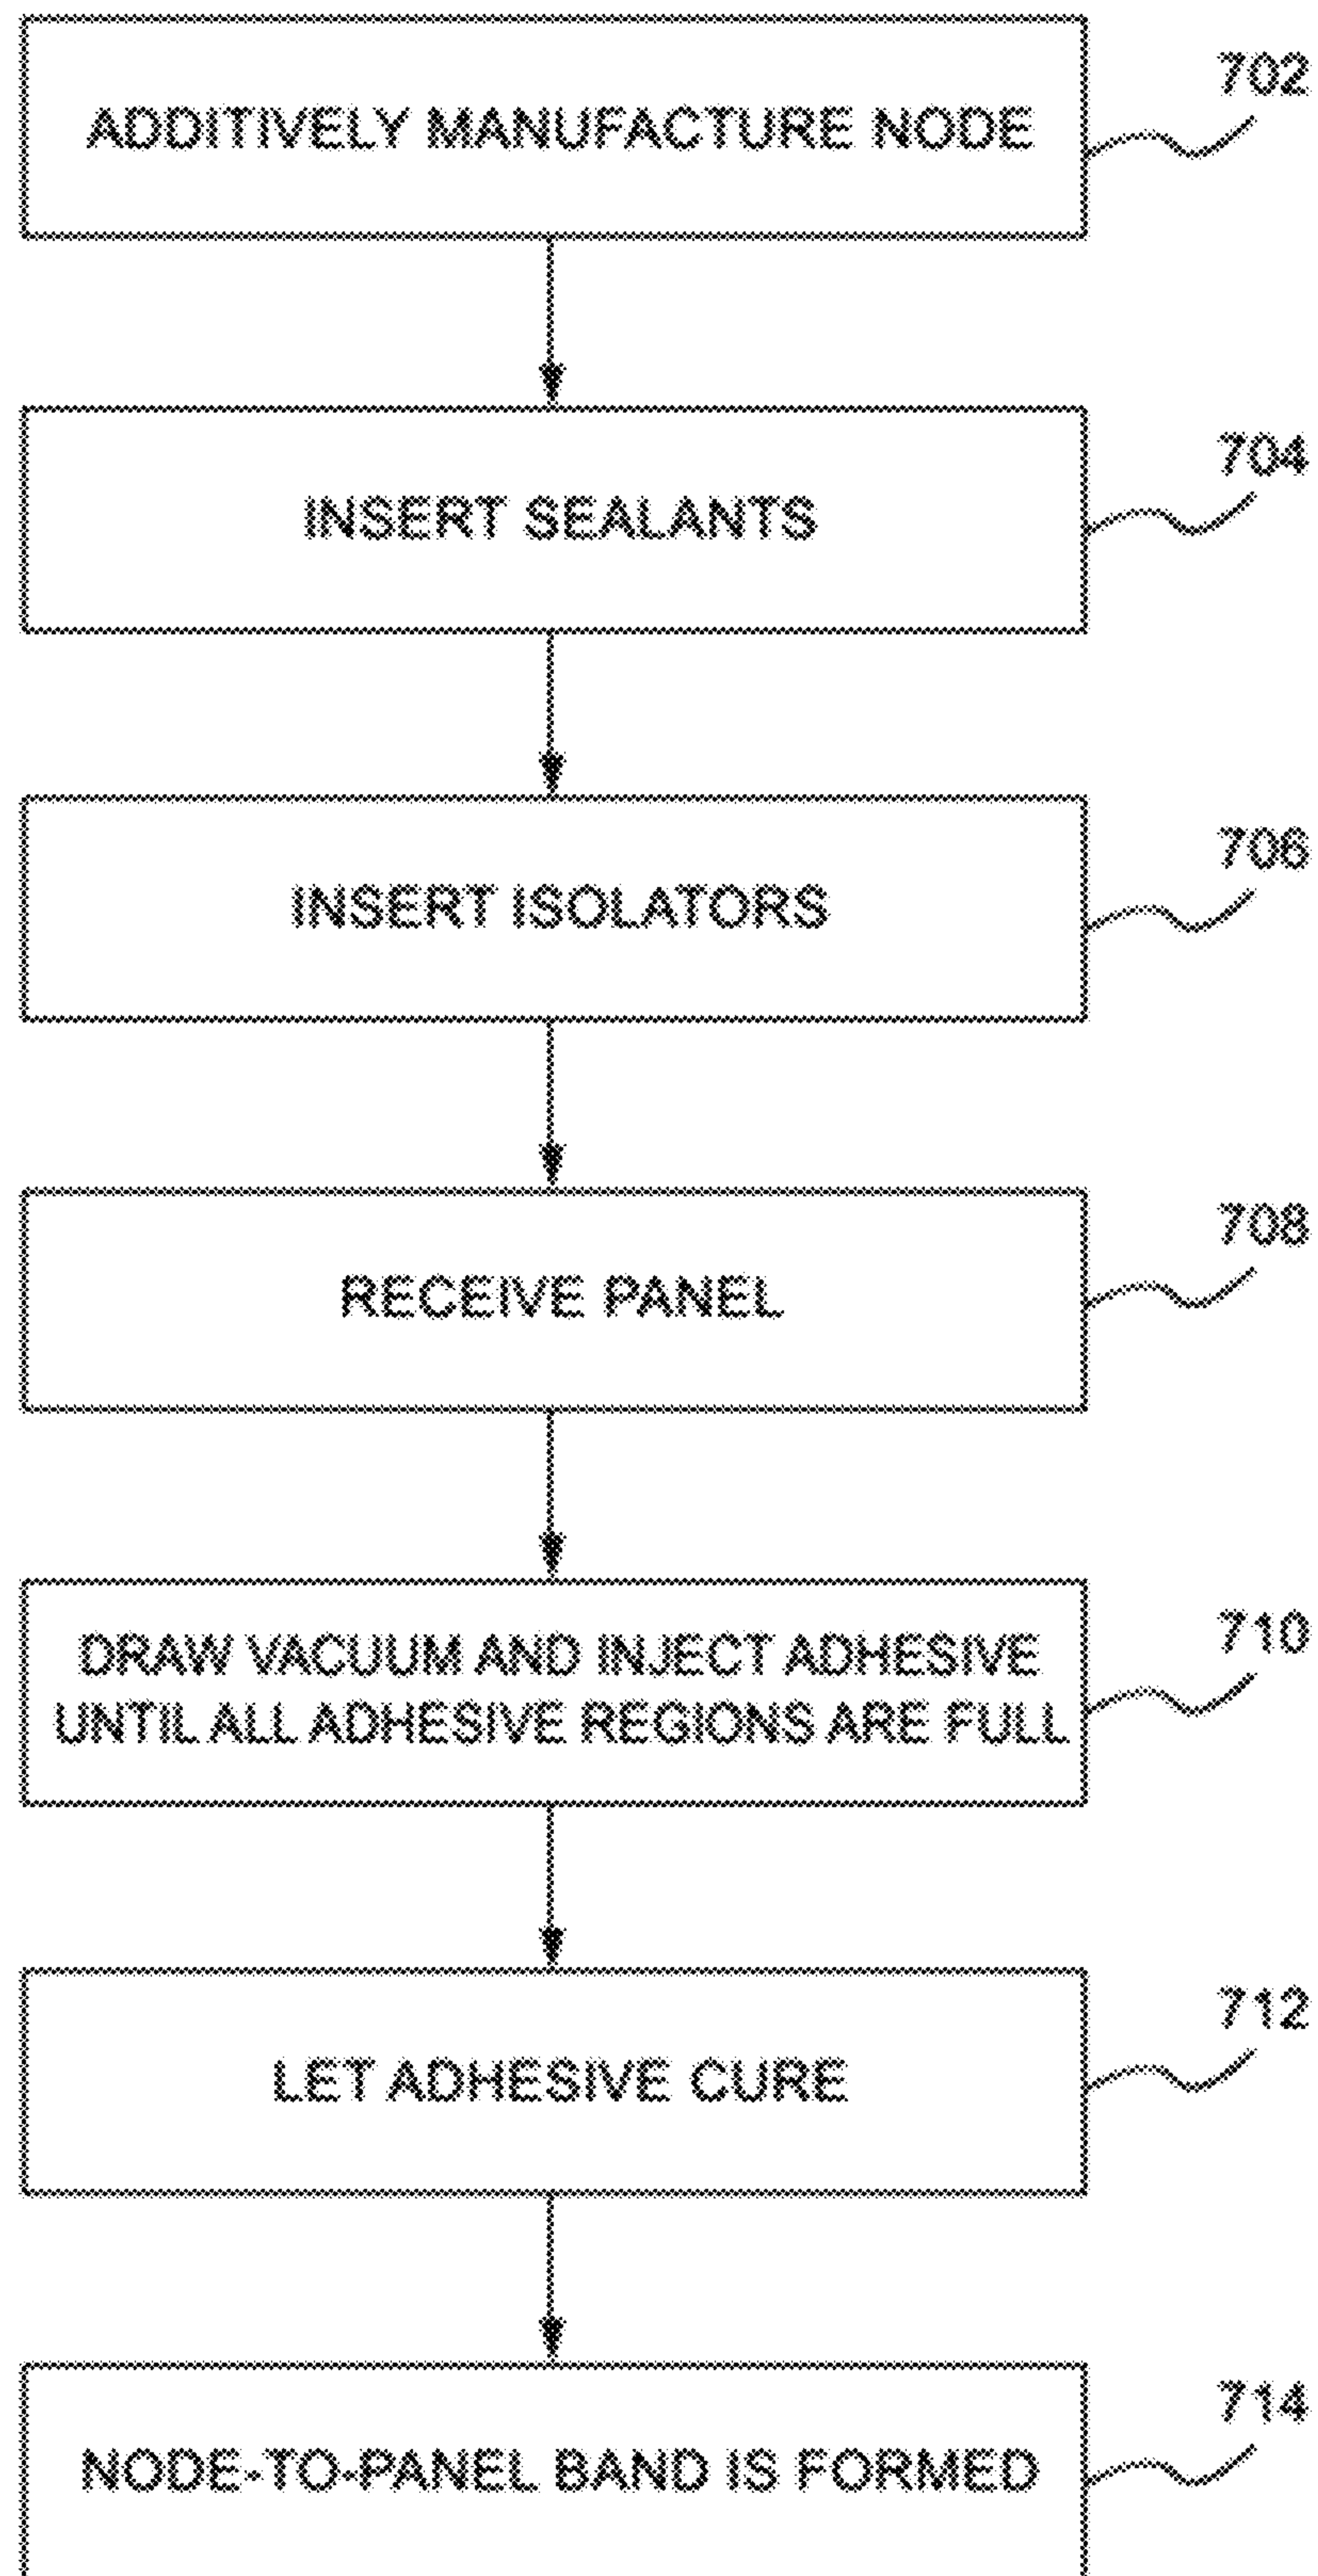 ADDITIVELY MANUFACTURE NODE
702
INSERT SEALANTS
704
INSERT ISOLATORS
706
RECEIVE PANEL
708
DRAW VACUUM AND INJECT ADHESIVE
UNTIL ALL ADHESIVE REGIONS ARE FULL
710
LET ADHESIVE CURE
712
NODE-TO-PANEL BAND IS FORMED
714